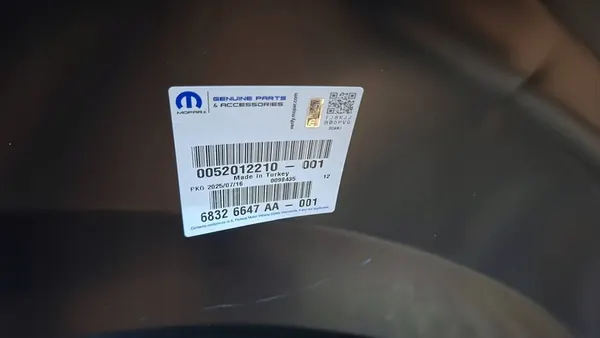 MOPAR
GENUINE PARTS
& ACCESSORIES
verifymopar.com
0052012210 - 001
Made in Turkey
PKD 2025/07/16 0098435 12
6832 6647 AA - 001